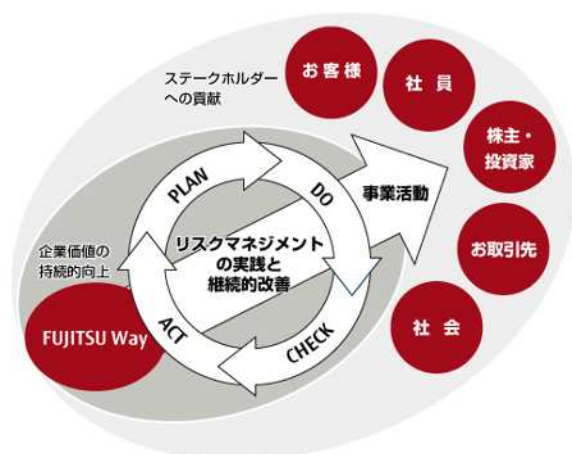 ステークホルダー
への貢献
お客様
社員
株主・
投資家
お取引先
社会
事業活動
PLAN
DO
CHECK
ACT
リスクマネジメント
の実践と
継続的改善
企業価値の
持続的向上
FUJITSU Way